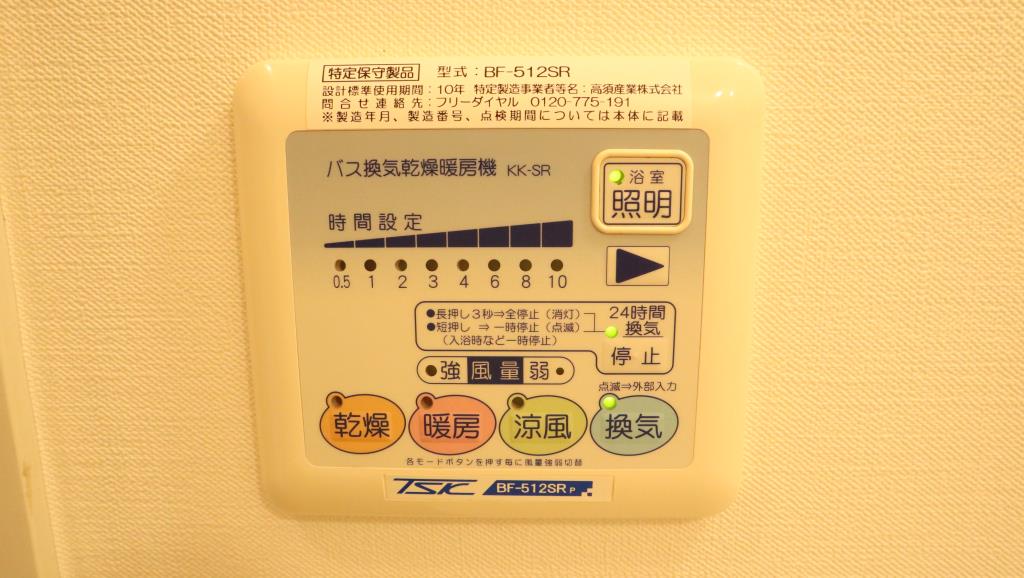 特定保守製品 型式：BF-512SR
設計標準使用期間：10年 特定製造事業者等名：高須産業株式会社
問合せ連絡先：フリーダイヤル 0120-775-191
※製造年月、製造番号、点検期間については本体に記載
バス換気乾燥暖房機 KK-SR
浴室
照明
時間設定
0.5 1 2 3 4 6 8 10
●長押し3秒⇒全停止（消灯）
●短押し ⇒一時停止（点滅）
（入浴時など一時停止）
24時間
換気
停止
強 風量 弱
点滅⇒外部入力
乾燥 暖房 涼風 換気
各モードボタンを押す毎に風量強弱切替
TSK BF-512SR P